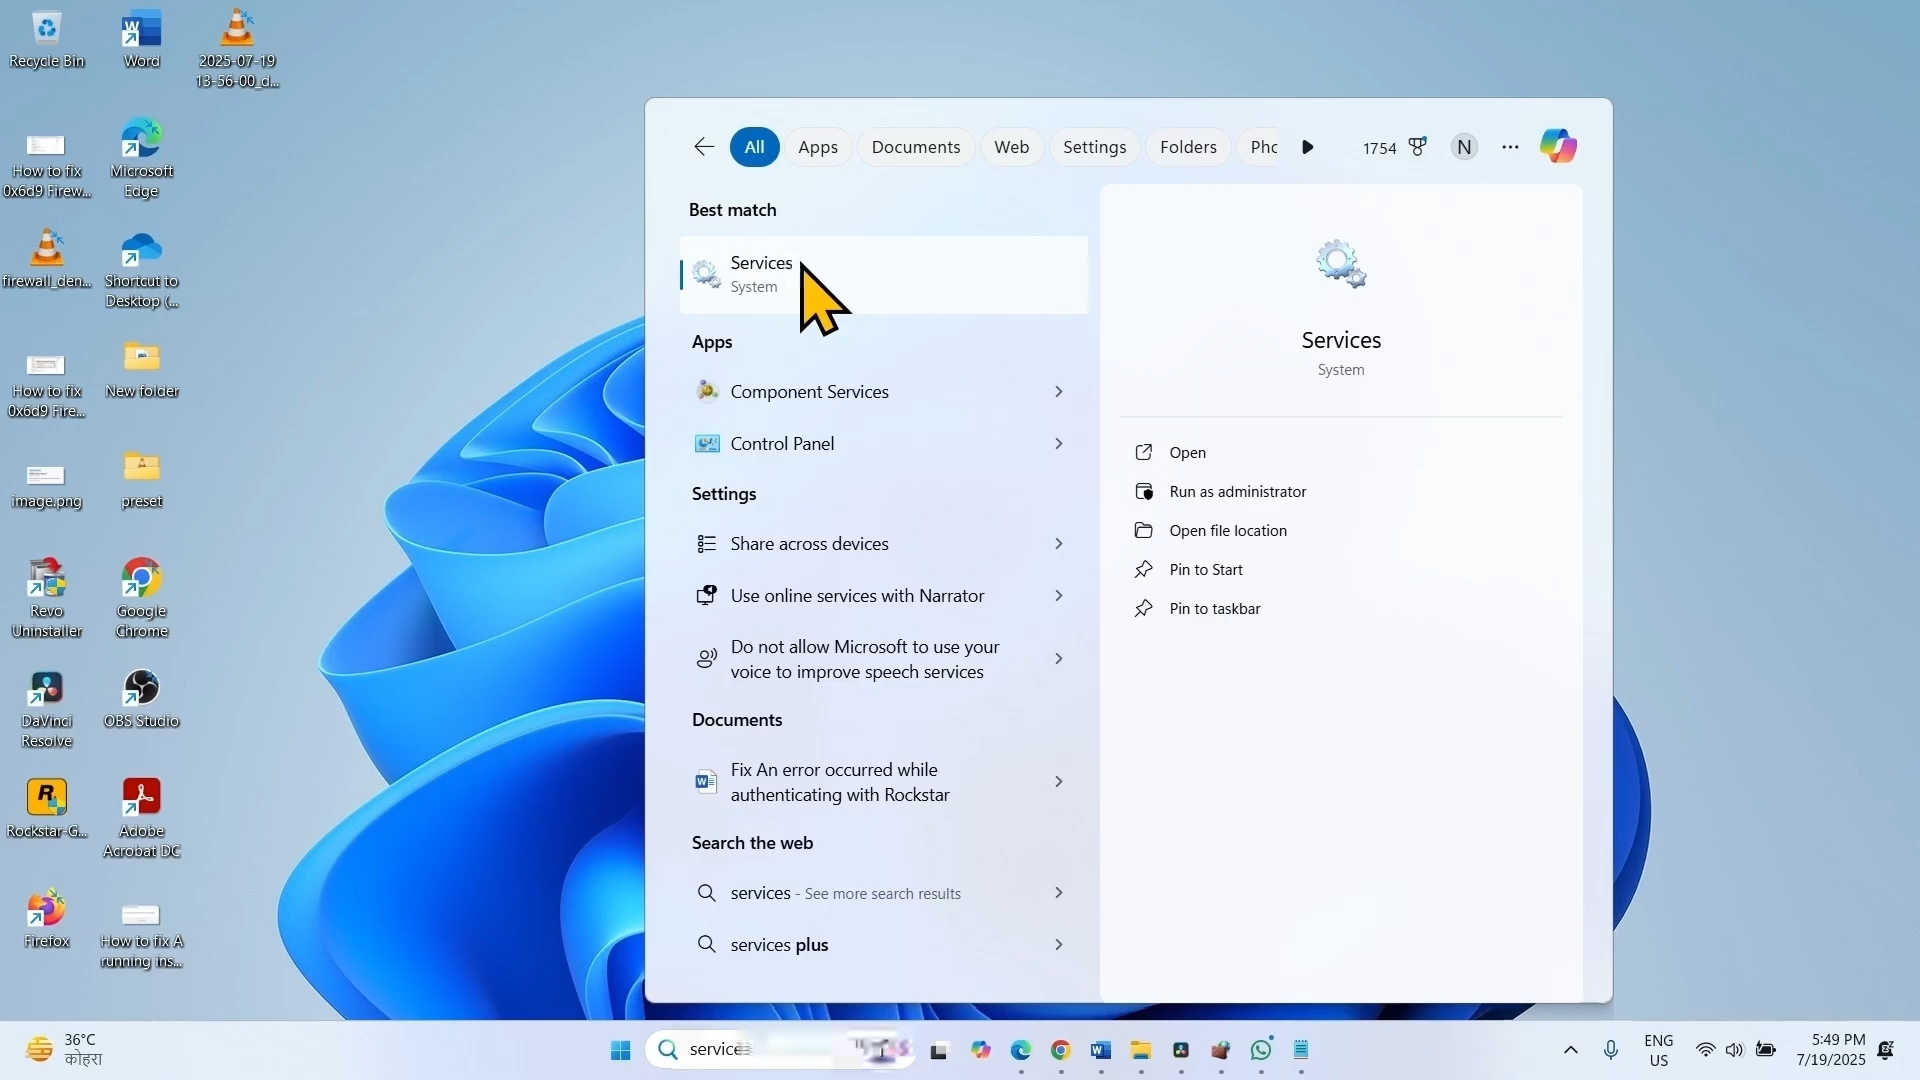 Recycle Bin
Word
2025-07-19
13-56-00_d...
How to fix
0x6d9 Firew...
Microsoft
Edge
firewall_den...
Shortcut to
Desktop (...
How to fix
0x6d9 Fire...
New folder
image.png
preset
Revo
Uninstaller
Google
Chrome
DaVinci
Resolve
OBS Studio
Rockstar-G...
Adobe
Acrobat DC
Firefox
How to fix A
running ins...
All
Apps
Documents
Web
Settings
Folders
Pho
1754
N
Best match
Services
System
Apps
Component Services
Control Panel
Settings
Share across devices
Use online services with Narrator
Do not allow Microsoft to use your
voice to improve speech services
Documents
Fix An error occurred while
authenticating with Rockstar
Search the web
services - See more search results
services plus
Services
System
Open
Run as administrator
Open file location
Pin to Start
Pin to taskbar
36°C
कोहरा
services
ENG
US
5:49 PM
7/19/2025